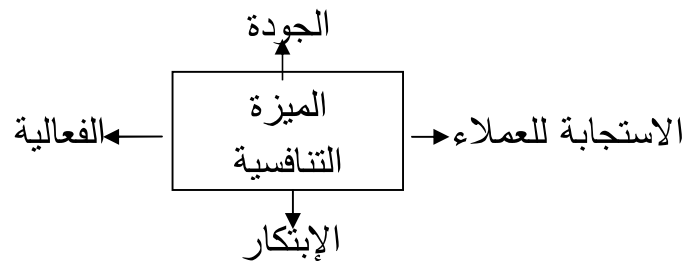 الجودة
الميزة
التنافسية
الاستجابة للعملاء
الفعالية
الإبتكار